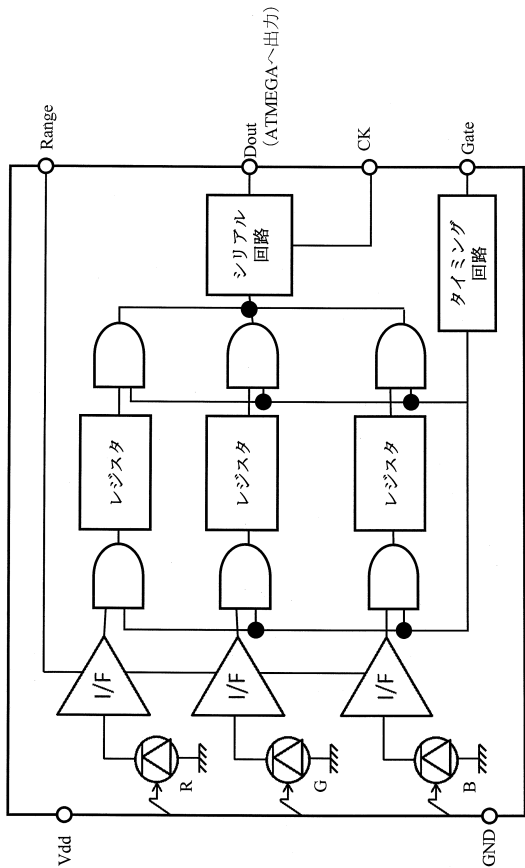 Vdd
GND
Range
Dout
(ATMEGAへ出力)
CK
Gate
R
I/F
レジスタ
G
I/F
レジスタ
B
I/F
レジスタ
シリアル
回路
タイミング
回路